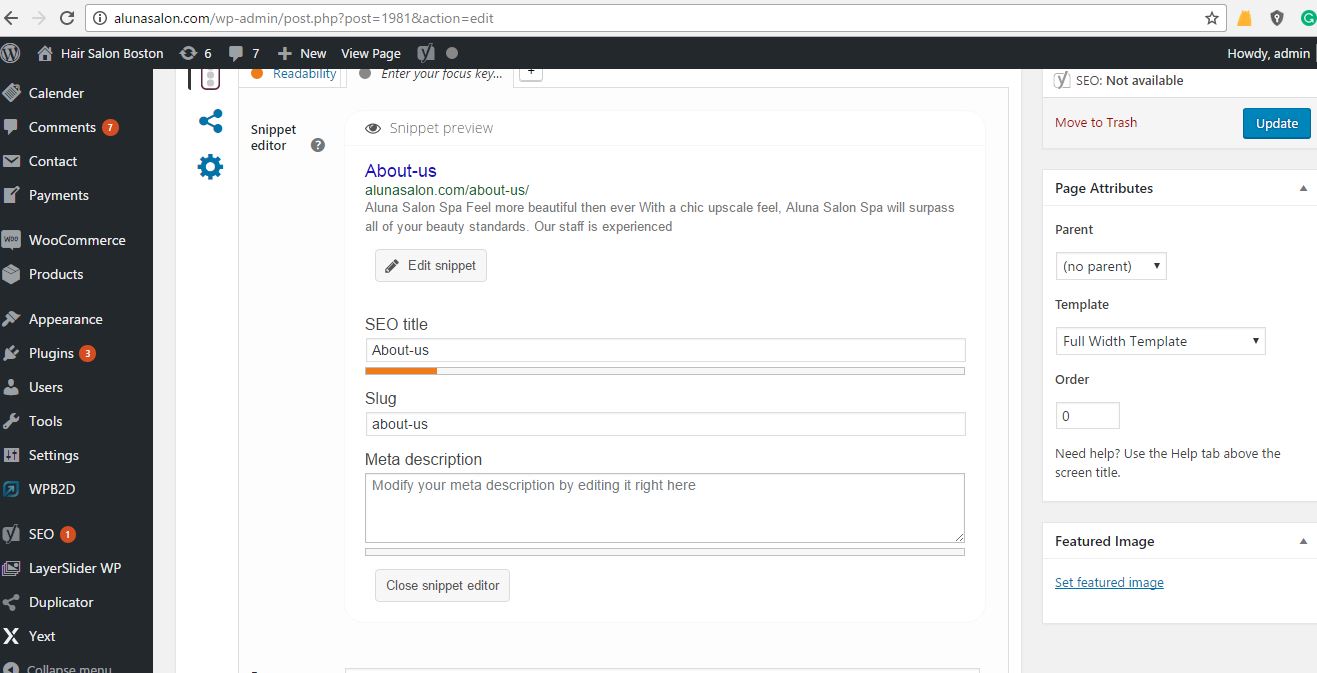 alunasalon.com/wp-admin/post.php?post=1981&action=edit
Hair Salon Boston 6 7 New View Page Howdy, admin
Calender
Comments 7
Contact
Payments
WooCommerce
Products
Appearance
Plugins 3
Users
Tools
Settings
WPB2D
SEO 1
LayerSlider WP
Duplicator
Yext
Collapse menu
Readability Enter your focus key... +
Snippet
editor ?
Snippet preview
About-us
alunasalon.com/about-us/
Aluna Salon Spa Feel more beautiful then ever With a chic upscale feel, Aluna Salon Spa will surpass
all of your beauty standards. Our staff is experienced
Edit snippet
SEO title
About-us
Slug
about-us
Meta description
Modify your meta description by editing it right here
Close snippet editor
SEO: Not available
Move to Trash Update
Page Attributes
Parent
(no parent)
Template
Full Width Template
Order
0
Need help? Use the Help tab above the
screen title.
Featured Image
Set featured image